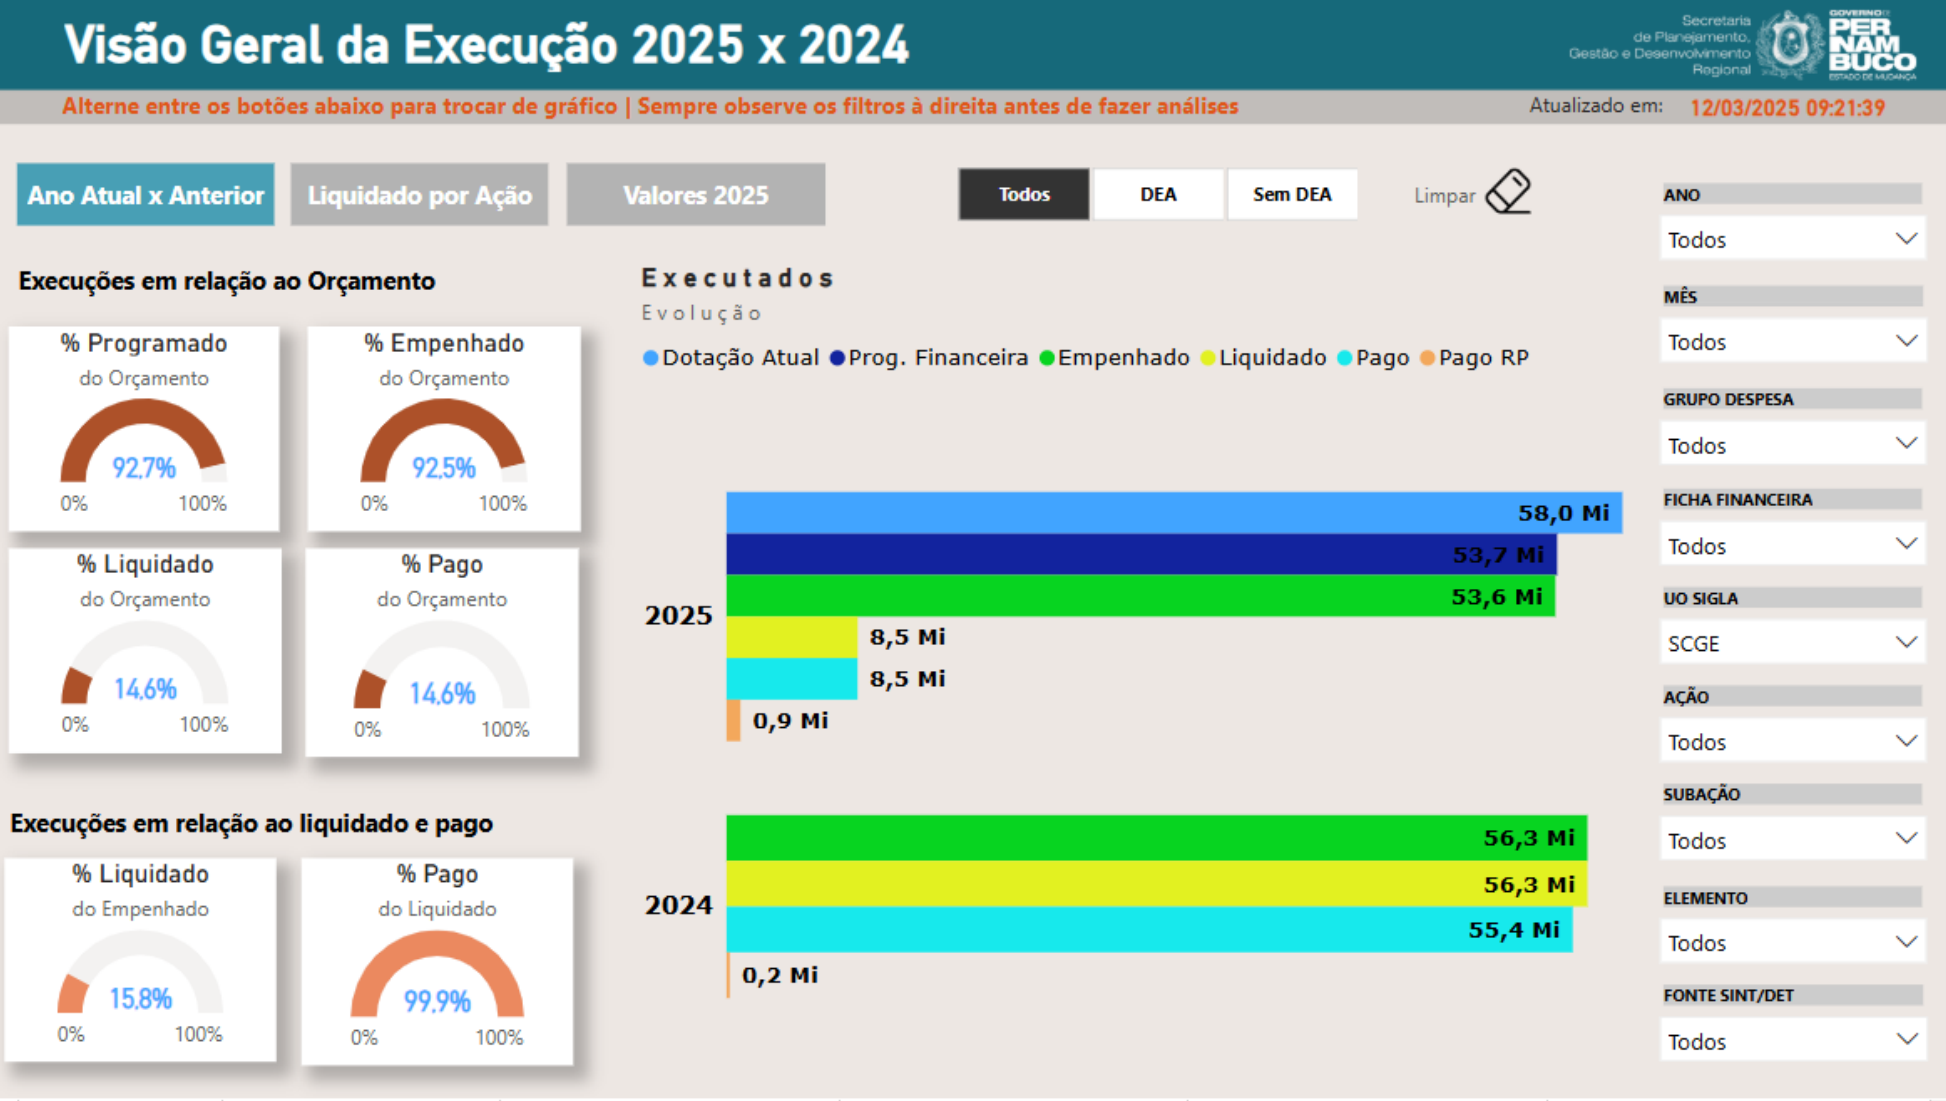 Visão Geral da Execução 2025 x 2024
Secretaria
de Planejamento,
Gestão e Desenvolvimento
Regional
GOVERNO
PER
NAM
BUCO
ESTADO DE MUDANÇA
Alterne entre os botões abaixo para trocar de gráfico | Sempre observe os filtros à direita antes de fazer análises
Atualizado em: 12/03/2025 09:21:39
Ano Atual x Anterior
Liquidado por Ação
Valores 2025
Todos
DEA
Sem DEA
Limpar
Execuções em relação ao Orçamento
% Programado
do Orçamento
92,7%
0% 100%
% Empenhado
do Orçamento
92,5%
0% 100%
% Liquidado
do Orçamento
14,6%
0% 100%
% Pago
do Orçamento
14,6%
0% 100%
Execuções em relação ao liquidado e pago
% Liquidado
do Empenhado
15,8%
0% 100%
% Pago
do Liquidado
99,9%
0% 100%
Executados
Evolução
Dotação Atual Prog. Financeira Empenhado Liquidado Pago Pago RP
2025
58,0 Mi
53,7 Mi
53,6 Mi
8,5 Mi
8,5 Mi
0,9 Mi
2024
56,3 Mi
56,3 Mi
55,4 Mi
0,2 Mi
ANO
Todos
MÊS
Todos
GRUPO DESPESA
Todos
FICHA FINANCEIRA
Todos
UO SIGLA
SCGE
AÇÃO
Todos
SUBAÇÃO
Todos
ELEMENTO
Todos
FONTE SINT/DET
Todos